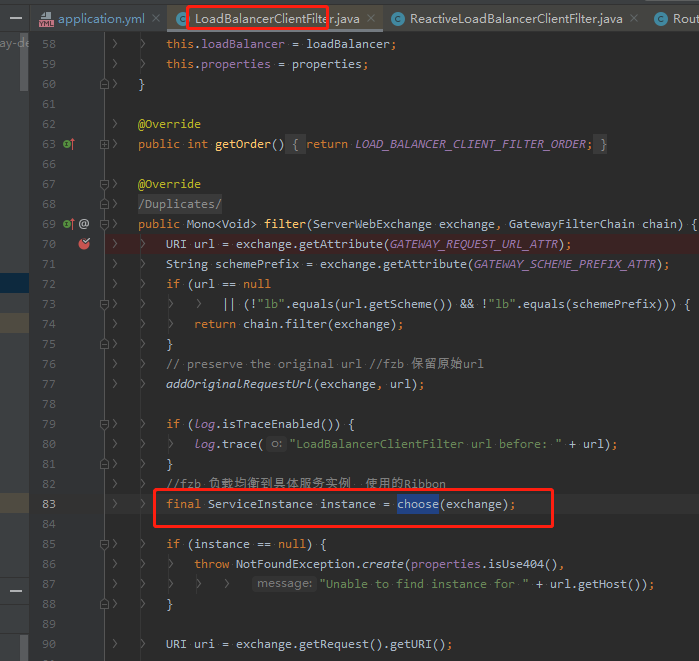 application.yml LoadBalancerClientFilter.java ReactiveLoadBalancerClientFilter.java Rout
ay-de
58 this.loadBalancer = loadBalancer;
59 this.properties = properties;
60 }
61
62 @Override
63 public int getOrder() { return LOAD_BALANCER_CLIENT_FILTER_ORDER; }
66
67 @Override
68 /Duplicates/
69 public Mono<Void> filter(ServerWebExchange exchange, GatewayFilterChain chain) {
70 URI url = exchange.getAttribute(GATEWAY_REQUEST_URL_ATTR);
71 String schemePrefix = exchange.getAttribute(GATEWAY_SCHEME_PREFIX_ATTR);
72 if (url == null
73 || (!"lb".equals(url.getScheme()) && !"lb".equals(schemePrefix))) {
74 return chain.filter(exchange);
75 }
76 // preserve the original url //fzb 保留原始url
77 addOriginalRequestUrl(exchange, url);
78
79 if (log.isTraceEnabled()) {
80 log.trace( o: "LoadBalancerClientFilter url before: " + url);
81 }
82 //fzb 负载均衡到具体服务实例 使用的Ribbon
83 final ServiceInstance instance = choose(exchange);
84
85 if (instance == null) {
86 throw NotFoundException.create(properties.isUse404(),
87 message: "Unable to find instance for " + url.getHost());
88 }
89
90 URI uri = exchange.getRequest().getURI();